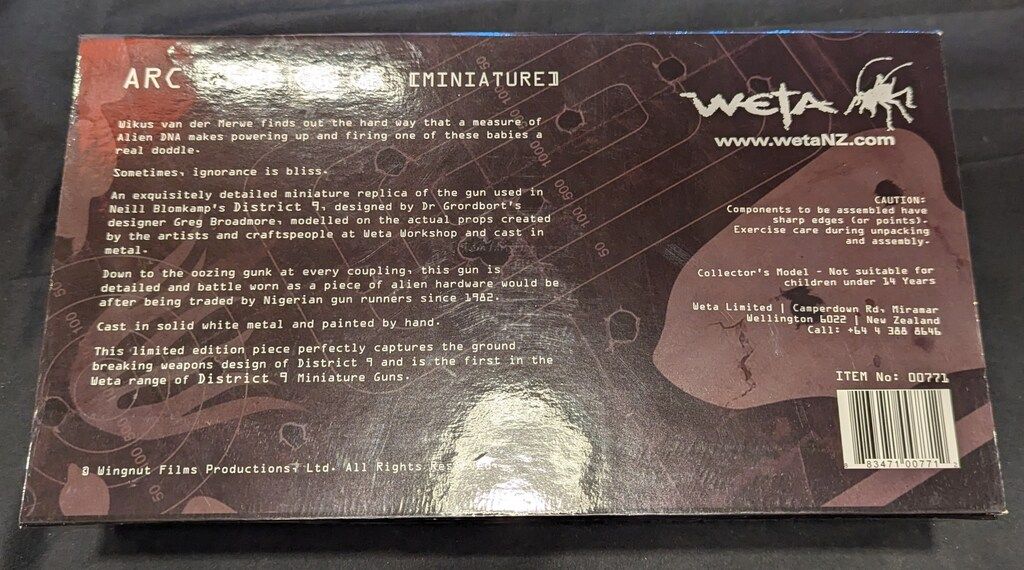 ARC [MINIATURE]
Wikus van der Merwe finds out the hard way that a measure of
Alien DNA makes powering up and firing one of these babies a
real doddle.
Sometimes, ignorance is bliss.
An exquisitely detailed miniature replica of the gun used in
Neill Blomkamp's District 9, designed by Dr Grordbort's
designer Greg Broadmore, modelled on the actual props created
by the artists and craftspeople at Weta Workshop and cast in
metal.
Down to the oozing gunk at every coupling, this gun is
detailed and battle worn as a piece of alien hardware would be
after being traded by Nigerian gun runners since 1982.
Cast in solid white metal and painted by hand.
This limited edition piece perfectly captures the ground
breaking weapons design of District 9 and is the first in the
Weta range of District 9 Miniature Guns.
© Wingnut Films Productions, Ltd. All Rights Reserved
WETA
www.wetaNZ.com
CAUTION:
Components to be assembled have
sharp edges (or points).
Exercise care during unpacking
and assembly.
Collector's Model - Not suitable for
children under 14 Years
Weta Limited | Camperdown Rd. Miramar
Wellington 6022 | New Zealand
Call: +64 4 388 8646
ITEM No: 00771
83471 00771 2
50
100
500
1000